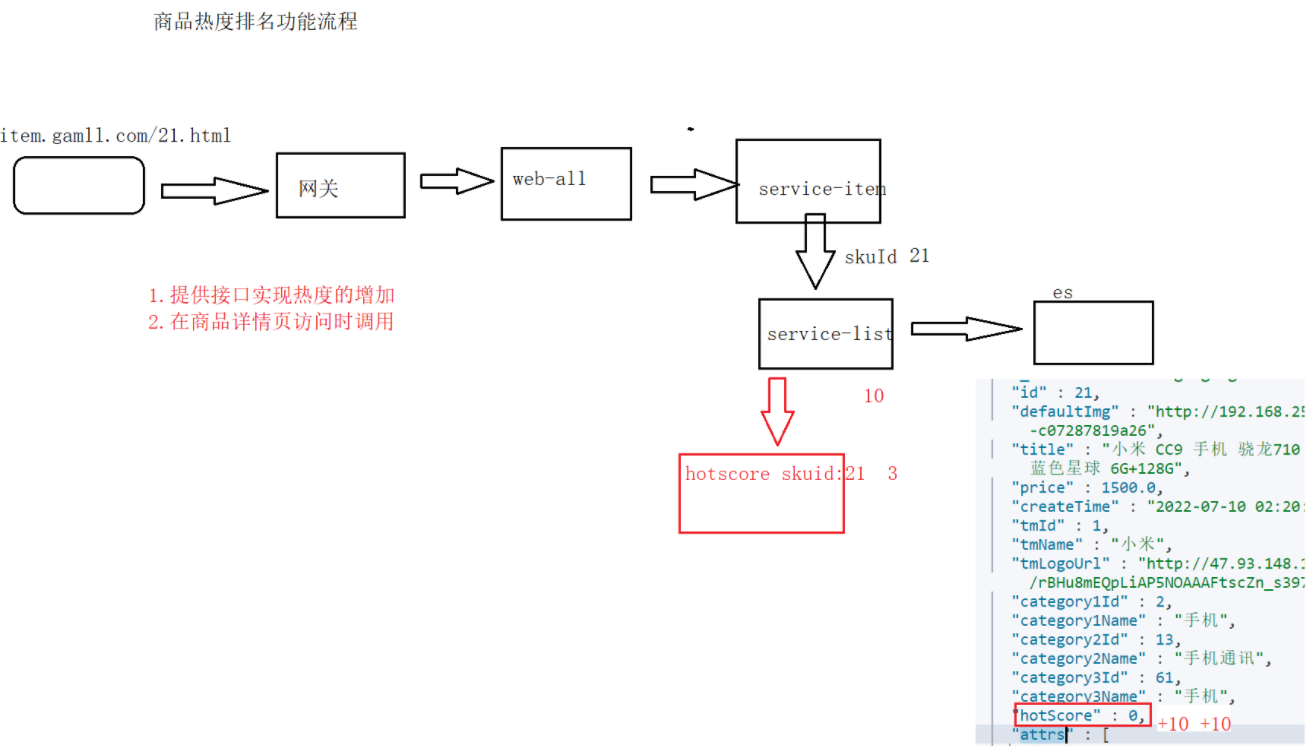 商品热度排名功能流程
item.gamll.com/21.html
网关
web-all
service-item
skuId 21
1.提供接口实现热度的增加
2.在商品详情页访问时调用
service-list
es
10
hotscore skuid:21 3
"id" : 21,
"defaultImg" : "http://192.168.25
-c07287819a26",
"title" : "小米 CC9 手机 骁龙710
蓝色星球 6G+128G",
"price" : 1500.0,
"createTime" : "2022-07-10 02:20:
"tmId" : 1,
"tmName" : "小米",
"tmLogoUrl" : "http://47.93.148.1
/rBHu8mEQpLiAP5NOAAAFtscZn_s397
"category1Id" : 2,
"category1Name" : "手机",
"category2Id" : 13,
"category2Name" : "手机通讯",
"category3Id" : 61,
"category3Name" : "手机",
"hotScore" : 0, +10 +10
"attrs" : [